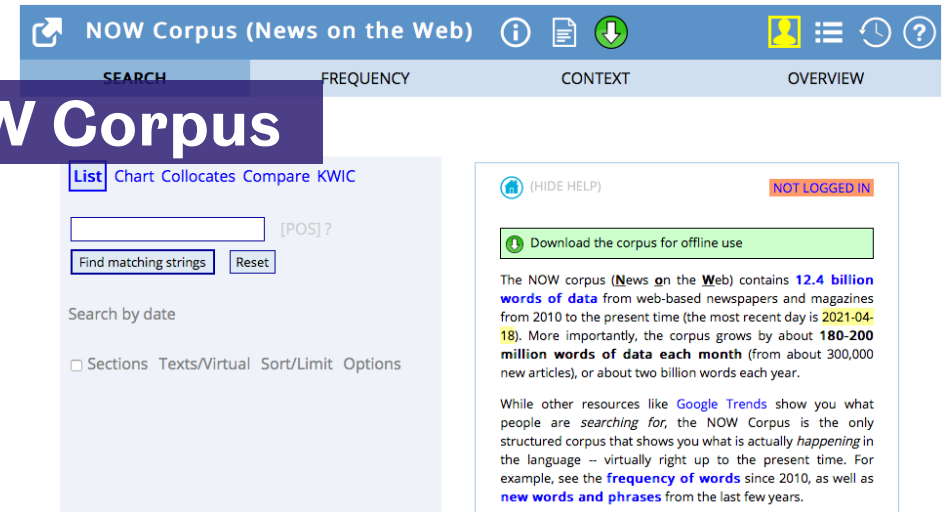 NOW Corpus (News on the Web)
SEARCH FREQUENCY CONTEXT OVERVIEW
W Corpus
List Chart Collocates Compare KWIC
[POS] ?
Find matching strings Reset
Search by date
Sections Texts/Virtual Sort/Limit Options
(HIDE HELP) NOT LOGGED IN
Download the corpus for offline use
The NOW corpus (News on the Web) contains 12.4 billion
words of data from web-based newspapers and magazines
from 2010 to the present time (the most recent day is 2021-04-
18). More importantly, the corpus grows by about 180-200
million words of data each month (from about 300,000
new articles), or about two billion words each year.
While other resources like Google Trends show you what
people are searching for, the NOW Corpus is the only
structured corpus that shows you what is actually happening in
the language -- virtually right up to the present time. For
example, see the frequency of words since 2010, as well as
new words and phrases from the last few years.